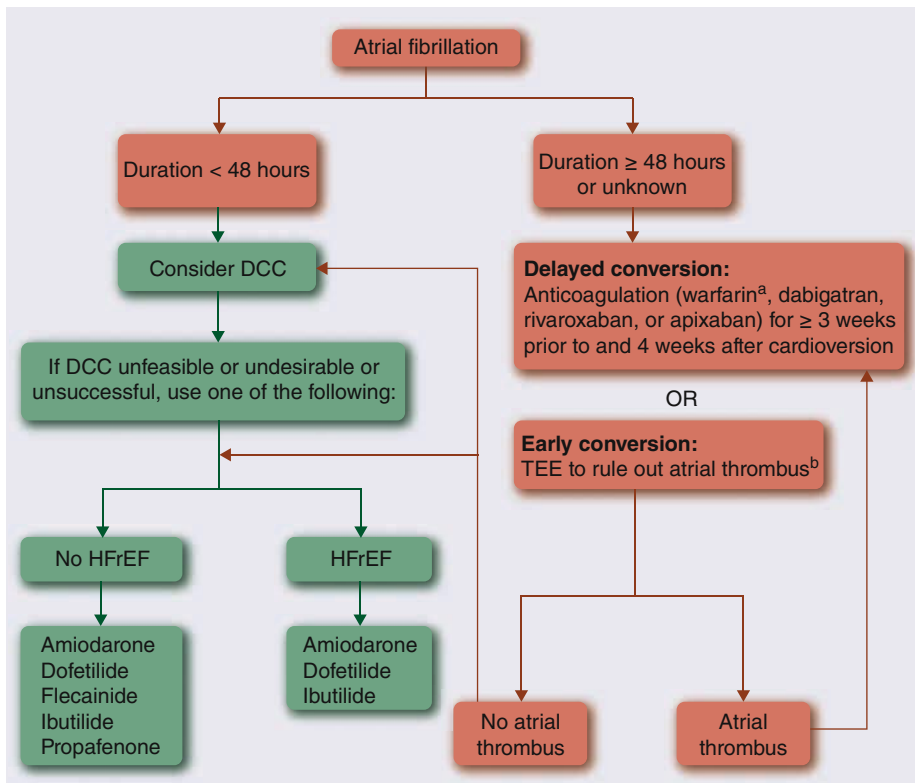 Atrial fibrillation
Duration < 48 hours
Duration ≥ 48 hours
or unknown
Consider DCC
Delayed conversion:
Anticoagulation (warfarinᵃ, dabigatran,
rivaroxaban, or apixaban) for ≥ 3 weeks
prior to and 4 weeks after cardioversion
If DCC unfeasible or undesirable or
unsuccessful, use one of the following:
OR
Early conversion:
TEE to rule out atrial thrombusᵇ
No HFrEF
HFrEF
Amiodarone
Dofetilide
Flecainide
Ibutilide
Propafenone
Amiodarone
Dofetilide
Ibutilide
No atrial
thrombus
Atrial
thrombus